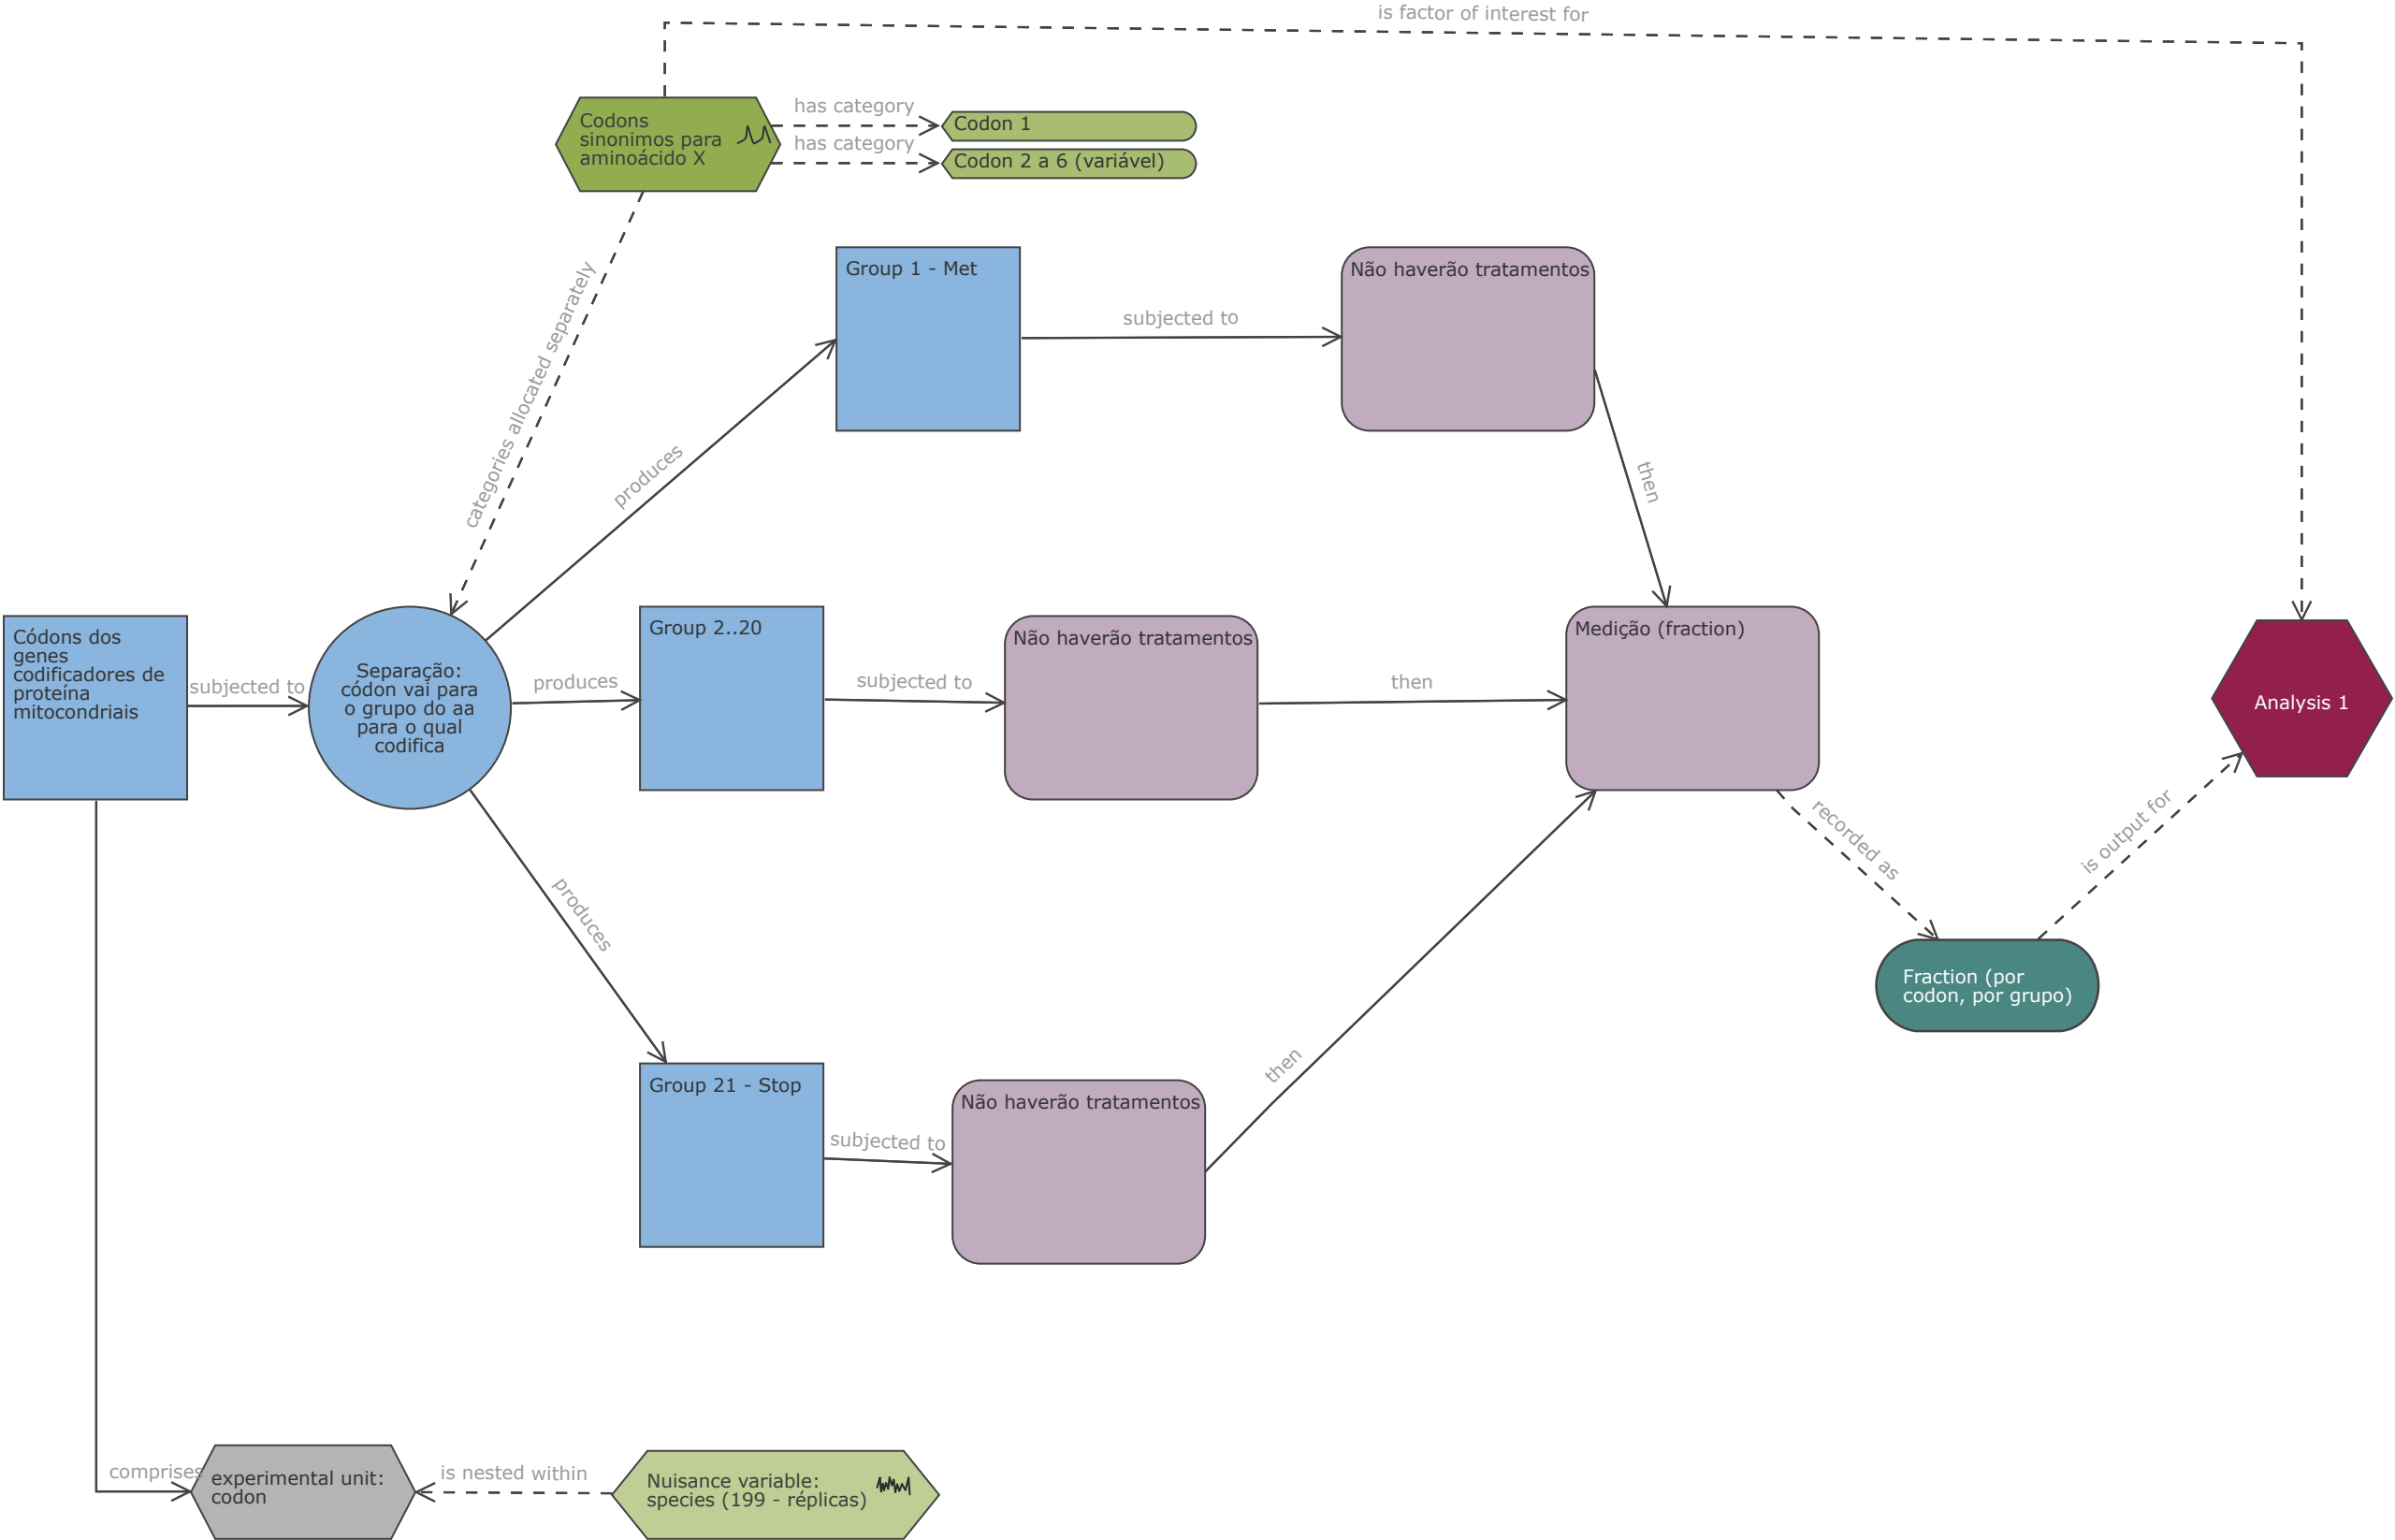 is factor of interest for
Codons
sinonimos para
aminoácido X
has category
Codon 1
has category
Codon 2 a 6 (variável)
categories allocated separately
Group 1 - Met
subjected to
Não haverão tratamentos
produces
then
Códons dos
genes
codificadores de
proteína
mitocondriais
subjected to
Separação:
códon vai para
o grupo do aa
para o qual
codifica
produces
Group 2..20
subjected to
Não haverão tratamentos
then
Medição (fraction)
Analysis 1
recorded as
is output for
produces
Fraction (por
codon, por grupo)
Group 21 - Stop
subjected to
Não haverão tratamentos
then
comprises
experimental unit:
codon
is nested within
Nuisance variable:
species (199 - réplicas)